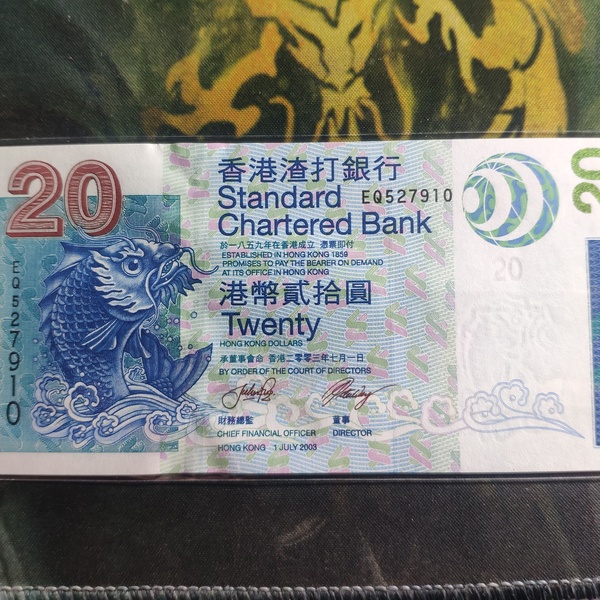 20
香港渣打銀行
Standard
Chartered Bank
EQ527910
20
於一八五九年在香港成立 憑票即付
ESTABLISHED IN HONG KONG 1859
PROMISES TO PAY THE BEARER ON DEMAND
AT ITS OFFICE IN HONG KONG
港幣貳拾圓
Twenty
HONG KONG DOLLARS
承董事會命 香港二零零三年七月一日
BY ORDER OF THE COURT OF DIRECTORS
財務總監 董事
CHIEF FINANCIAL OFFICER DIRECTOR
HONG KONG 1 JULY 2003
EQ527910